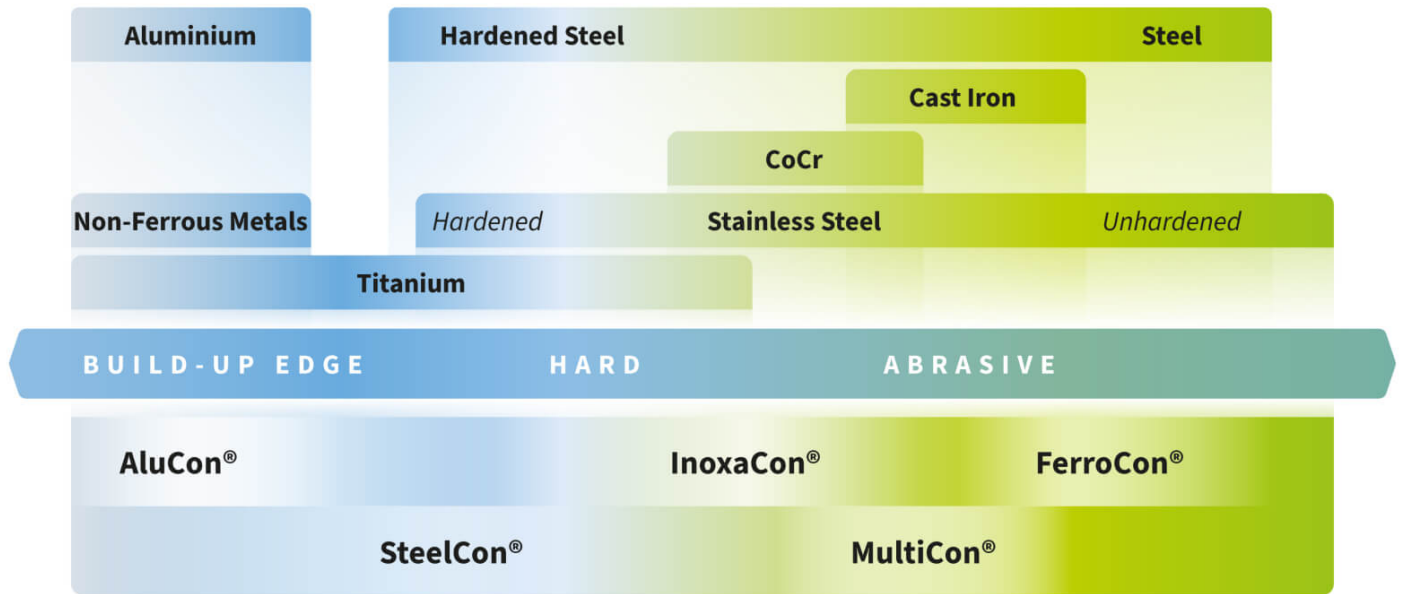 Aluminium
Hardened Steel
Steel
Cast Iron
CoCr
Non-Ferrous Metals
Hardened
Stainless Steel
Unhardened
Titanium
BUILD-UP EDGE
HARD
ABRASIVE
AluCon®
InoxaCon®
FerroCon®
SteelCon®
MultiCon®